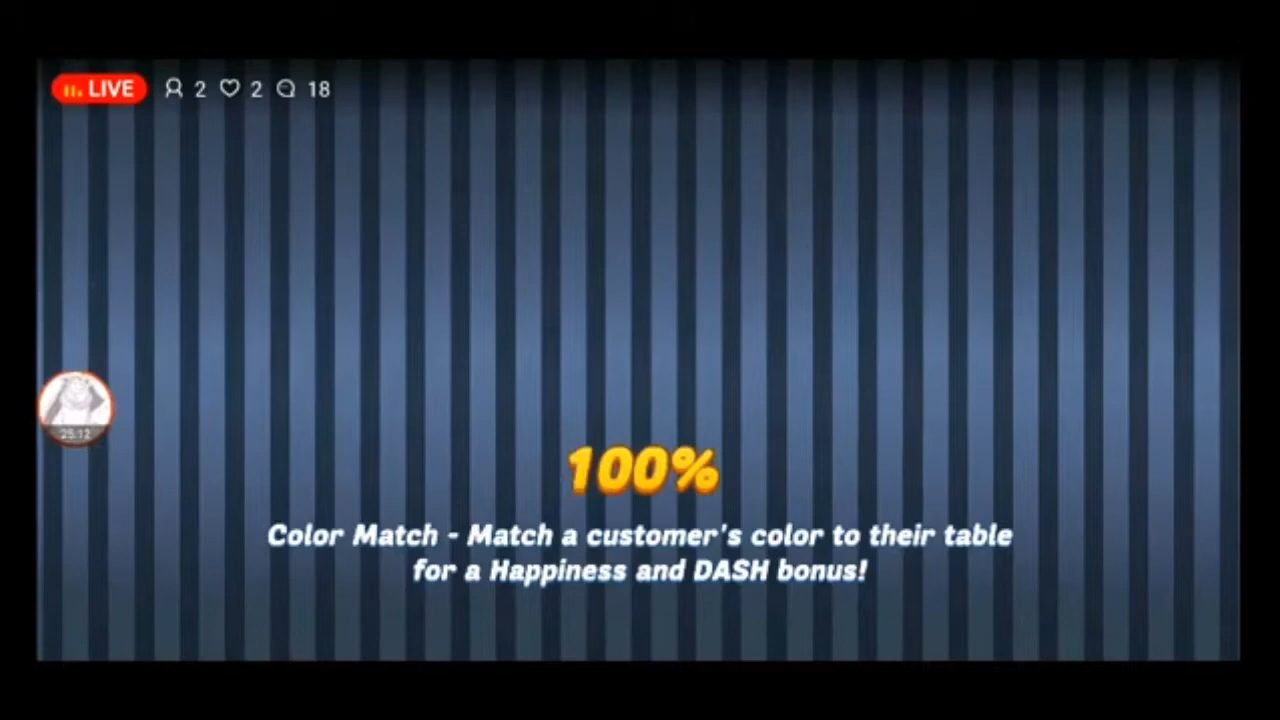 LIVE 2 2 18
25:12
100%
Color Match - Match a customer's color to their table
for a Happiness and DASH bonus!